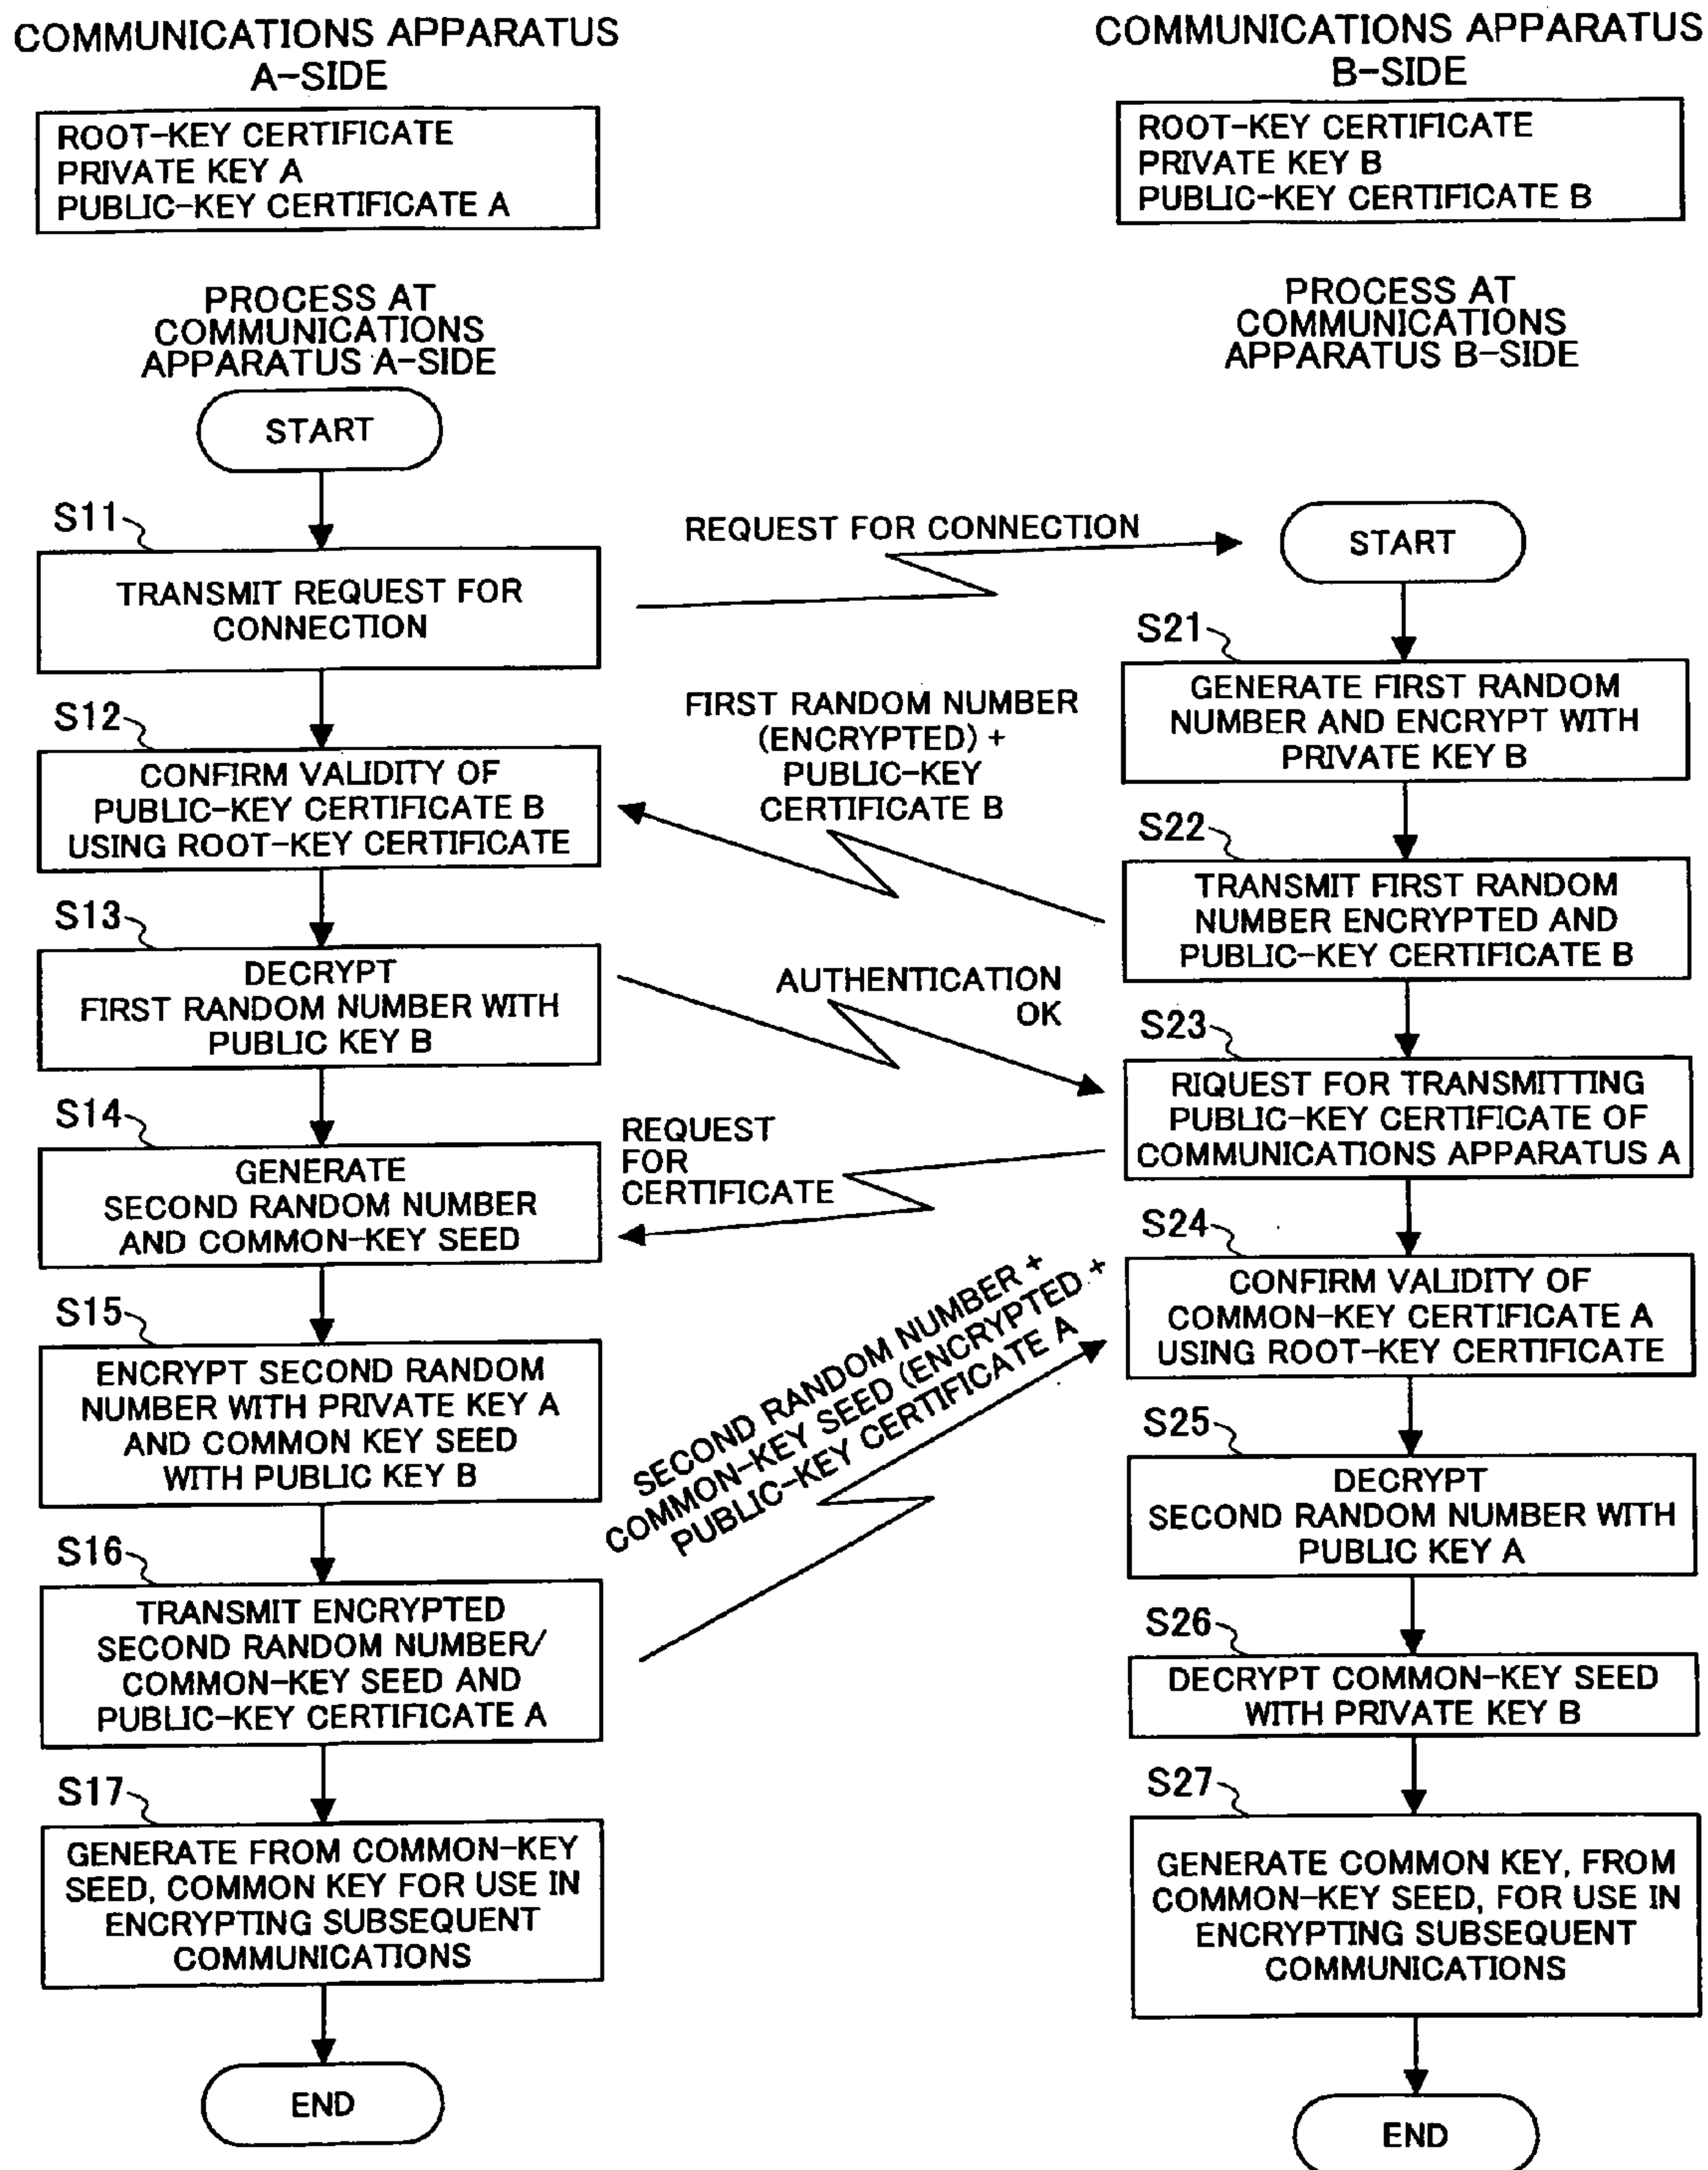 COMMUNICATIONS APPARATUS
A-SIDE
ROOT-KEY CERTIFICATE
PRIVATE KEY A
PUBLIC-KEY CERTIFICATE A
PROCESS AT
COMMUNICATIONS
APPARATUS A-SIDE
START
S11
TRANSMIT REQUEST FOR
CONNECTION
S12
CONFIRM VALIDITY OF
PUBLIC-KEY CERTIFICATE B
USING ROOT-KEY CERTIFICATE
S13
DECRYPT
FIRST RANDOM NUMBER WITH
PUBLIC KEY B
S14
GENERATE
SECOND RANDOM NUMBER
AND COMMON-KEY SEED
S15
ENCRYPT SECOND RANDOM
NUMBER WITH PRIVATE KEY A
AND COMMON KEY SEED
WITH PUBLIC KEY B
S16
TRANSMIT ENCRYPTED
SECOND RANDOM NUMBER/
COMMON-KEY SEED AND
PUBLIC-KEY CERTIFICATE A
S17
GENERATE FROM COMMON-KEY
SEED, COMMON KEY FOR USE IN
ENCRYPTING SUBSEQUENT
COMMUNICATIONS
END
REQUEST FOR CONNECTION
FIRST RANDOM NUMBER
(ENCRYPTED) +
PUBLIC-KEY
CERTIFICATE B
AUTHENTICATION
OK
REQUEST
FOR
CERTIFICATE
SECOND RANDOM NUMBER +
COMMON-KEY SEED (ENCRYPTED +
PUBLIC-KEY CERTIFICATE A
COMMUNICATIONS APPARATUS
B-SIDE
ROOT-KEY CERTIFICATE
PRIVATE KEY B
PUBLIC-KEY CERTIFICATE B
PROCESS AT
COMMUNICATIONS
APPARATUS B-SIDE
START
S21
GENERATE FIRST RANDOM
NUMBER AND ENCRYPT WITH
PRIVATE KEY B
S22
TRANSMIT FIRST RANDOM
NUMBER ENCRYPTED AND
PUBLIC-KEY CERTIFICATE B
S23
RIQUEST FOR TRANSMITTING
PUBLIC-KEY CERTIFICATE OF
COMMUNICATIONS APPARATUS A
S24
CONFIRM VALIDITY OF
COMMON-KEY CERTIFICATE A
USING ROOT-KEY CERTIFICATE
S25
DECRYPT
SECOND RANDOM NUMBER WITH
PUBLIC KEY A
S26
DECRYPT COMMON-KEY SEED
WITH PRIVATE KEY B
S27
GENERATE COMMON KEY, FROM
COMMON-KEY SEED, FOR USE IN
ENCRYPTING SUBSEQUENT
COMMUNICATIONS
END